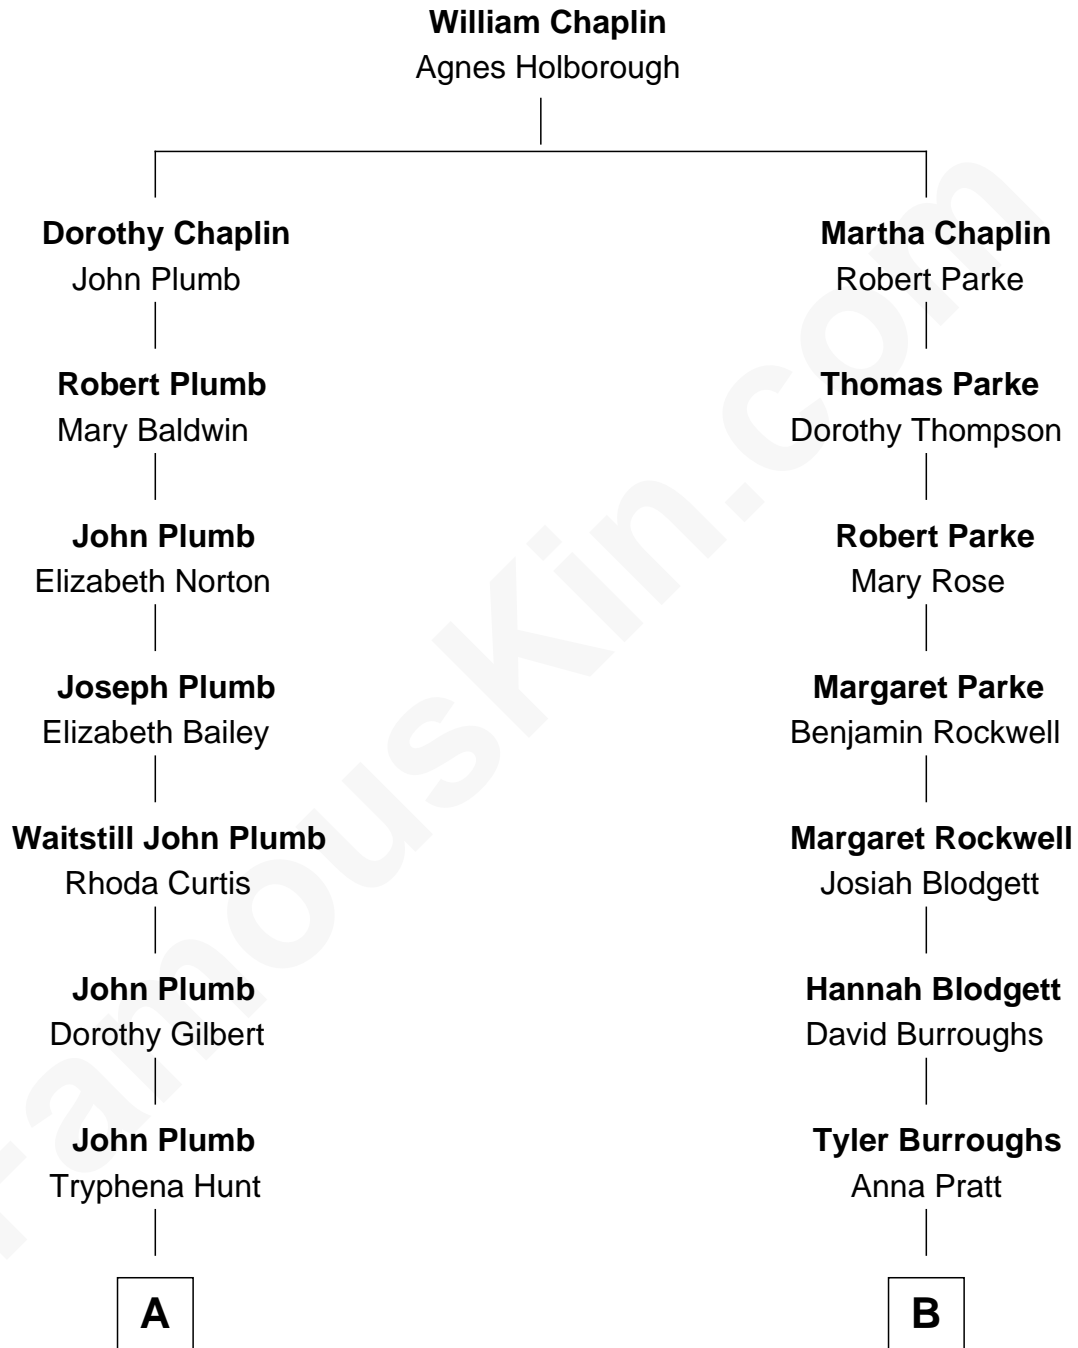 William Chaplin
Agnes Holborough
Dorothy Chaplin
John Plumb
Martha Chaplin
Robert Parke
Robert Plumb
Mary Baldwin
Thomas Parke
Dorothy Thompson
John Plumb
Elizabeth Norton
Robert Parke
Mary Rose
Joseph Plumb
Elizabeth Bailey
Margaret Parke
Benjamin Rockwell
Waitstill John Plumb
Rhoda Curtis
Margaret Rockwell
Josiah Blodgett
John Plumb
Dorothy Gilbert
Hannah Blodgett
David Burroughs
John Plumb
Tryphena Hunt
Tyler Burroughs
Anna Pratt
A
B
FamousKin.com